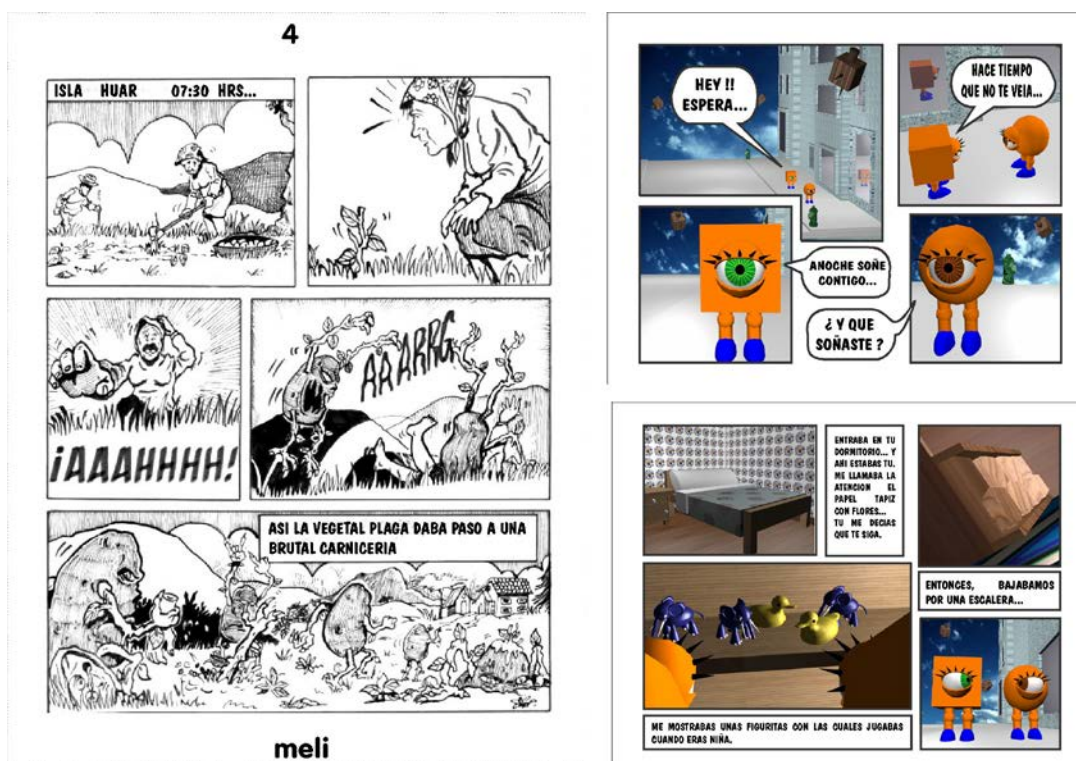 4
ISLA HUAR 07:30 HRS...
¡AAAHHHH!
AAARRRG
ASI LA VEGETAL PLAGA DABA PASO A UNA
BRUTAL CARNICERIA
meli
HEY !!
ESPERA...
HACE TIEMPO
QUE NO TE VEIA...
ANOCHE SOÑE
CONTIGO...
¿ Y QUE
SOÑASTE ?
ENTRABA EN TU
DORMITORIO... Y
AHI ESTABAS TU.
ME LLAMABA LA
ATENCION EL
PAPEL TAPIZ
CON FLORES...
TU ME DECIAS
QUE TE SIGA.
ENTONCES, BAJABAMOS
POR UNA ESCALERA...
ME MOSTRABAS UNAS FIGURITAS CON LAS CUALES JUGABAS
CUANDO ERAS NIÑA.